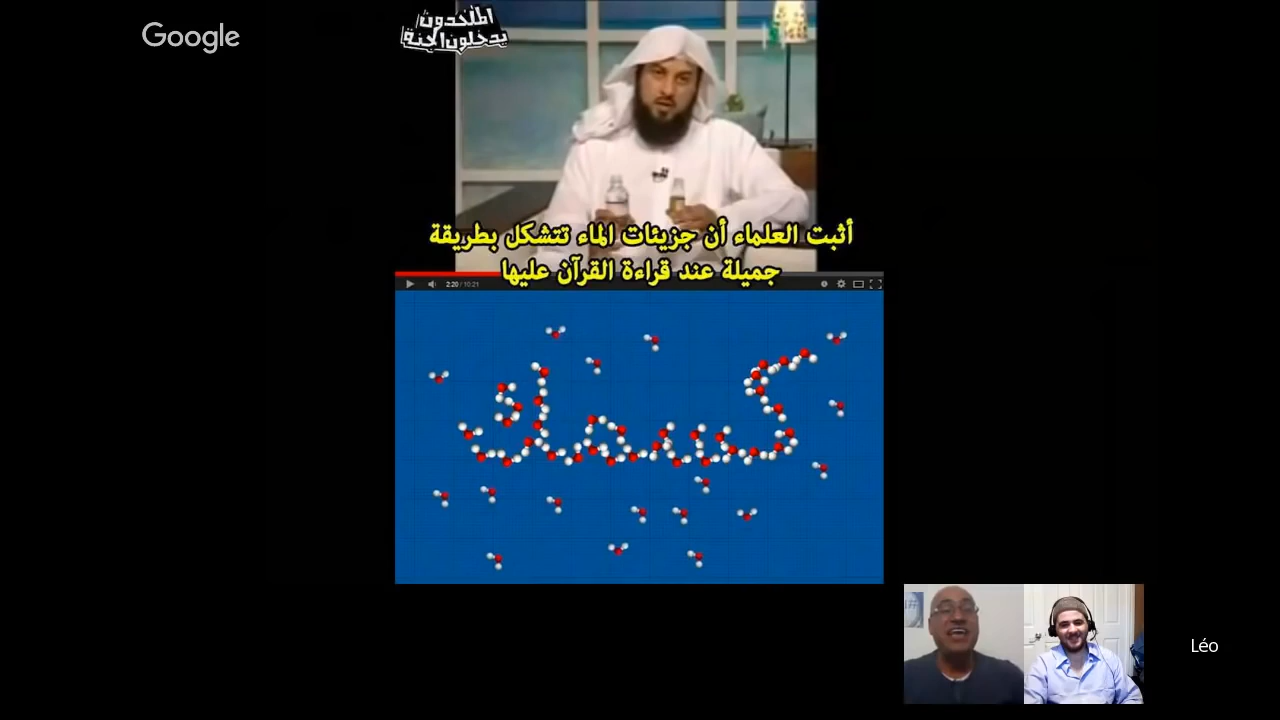 Google
الملحدون
يدخلون الجنة
أثبت العلماء أن جزيئات الماء تتشكل بطريقة
جميلة عند قراءة القرآن عليها
2:20 / 10:21
كسمك
Léo